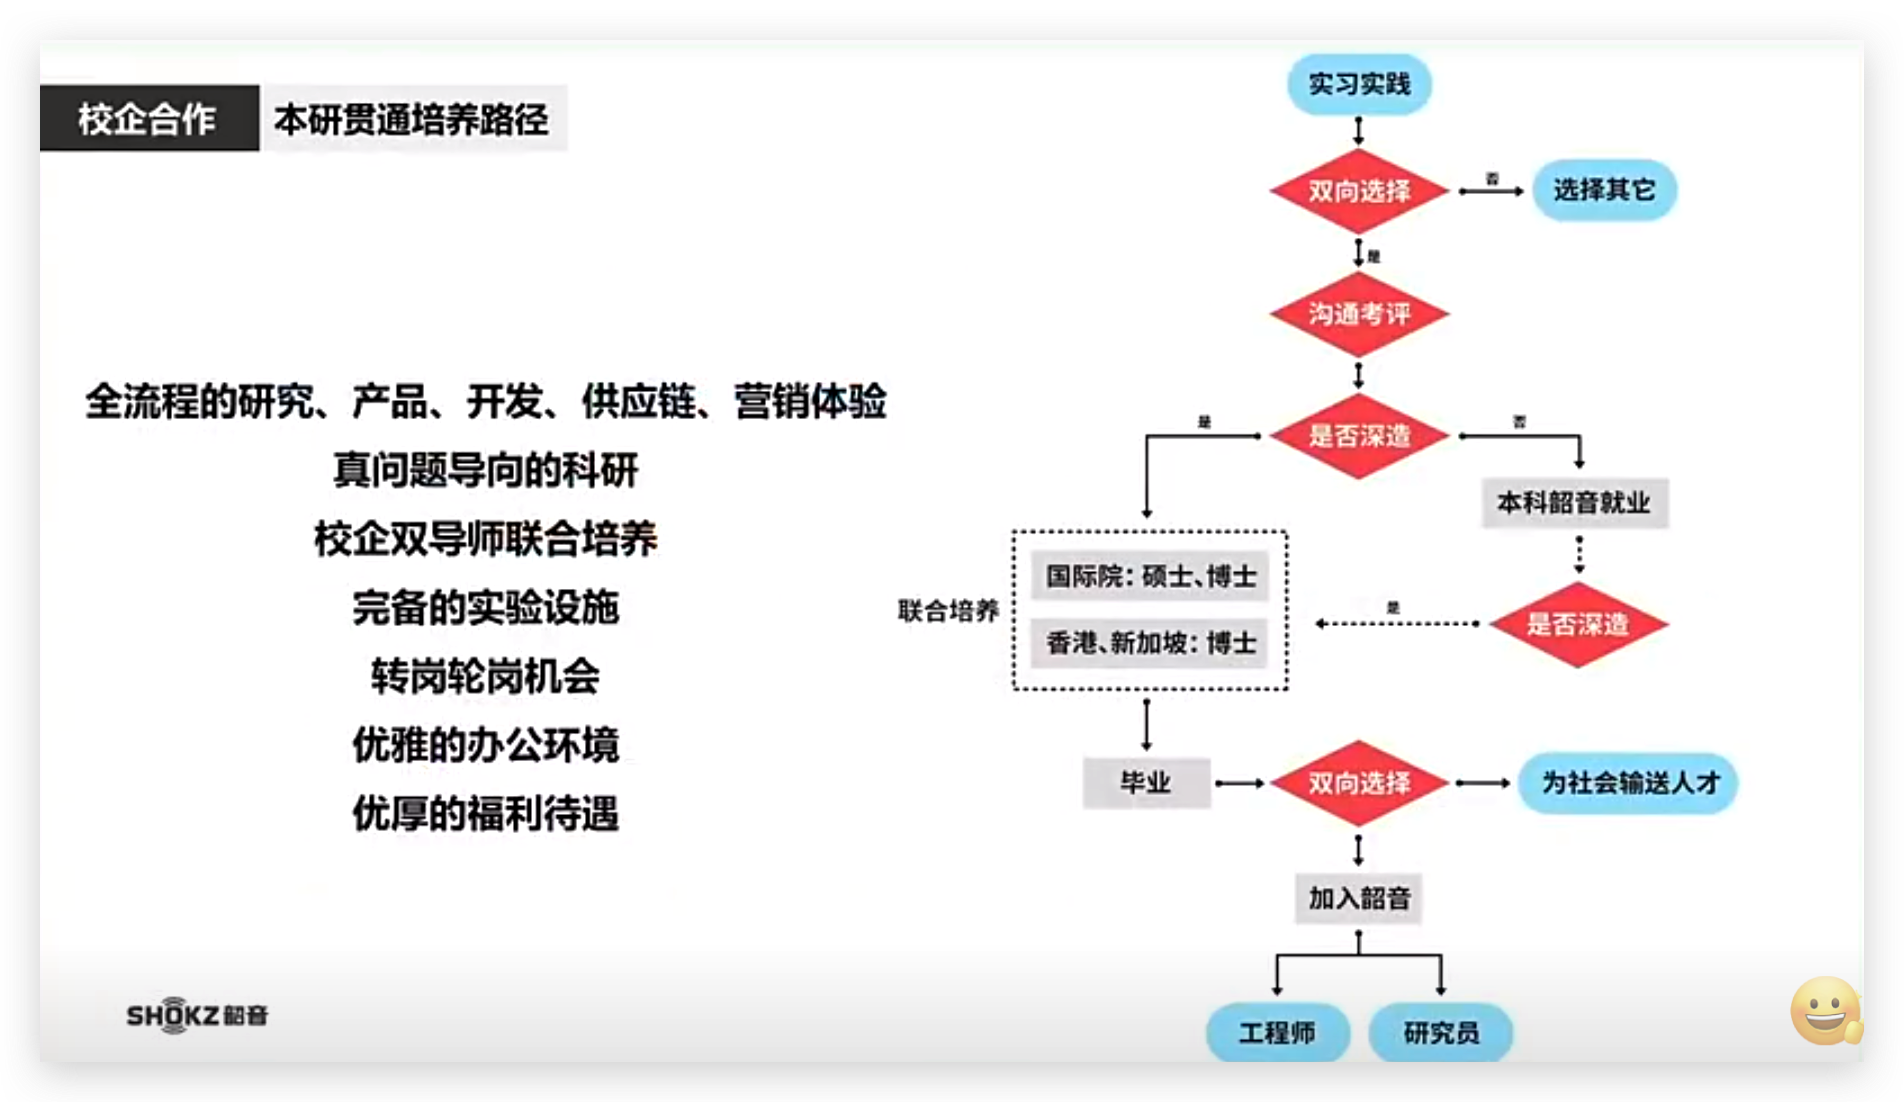 校企合作 本研贯通培养路径
全流程的研究、产品、开发、供应链、营销体验
真问题导向的科研
校企双导师联合培养
完备的实验设施
转岗轮岗机会
优雅的办公环境
优厚的福利待遇
SHOKZ韶音
实习实践
双向选择
否
选择其它
是
沟通考评
是否深造
是
否
本科韶音就业
联合培养
国际院：硕士、博士
香港、新加坡：博士
是
是否深造
毕业
双向选择
为社会输送人才
加入韶音
工程师
研究员